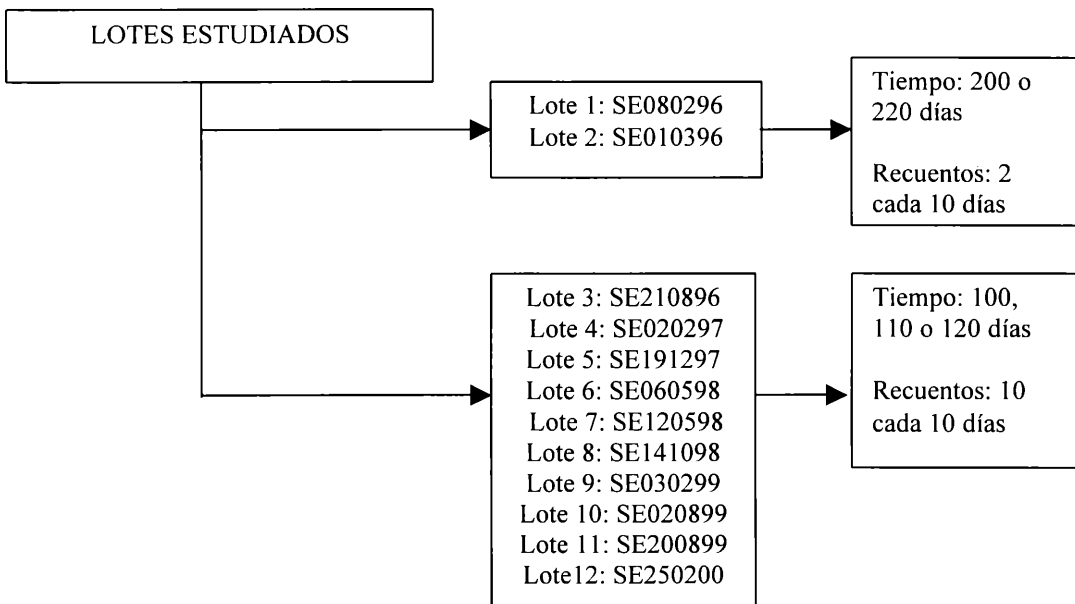 LOTES ESTUDIADOS
Lote 1: SE080296
Lote 2: SE010396
Tiempo: 200 o
220 días
Recuentos: 2
cada 10 días
Lote 3: SE210896
Lote 4: SE020297
Lote 5: SE191297
Lote 6: SE060598
Lote 7: SE120598
Lote 8: SE141098
Lote 9: SE030299
Lote 10: SE020899
Lote 11: SE200899
Lote12: SE250200
Tiempo: 100,
110 o 120 días
Recuentos: 10
cada 10 días